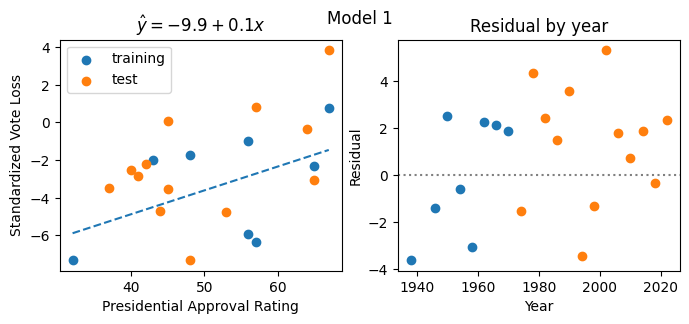 Model 1
ŷ = −9.9 + 0.1x
Residual by year
training
test
Standardized Vote Loss
4
2
0
−2
−4
−6
40
50
60
Presidential Approval Rating
Residual
4
2
0
−2
−4
1940
1960
1980
2000
2020
Year